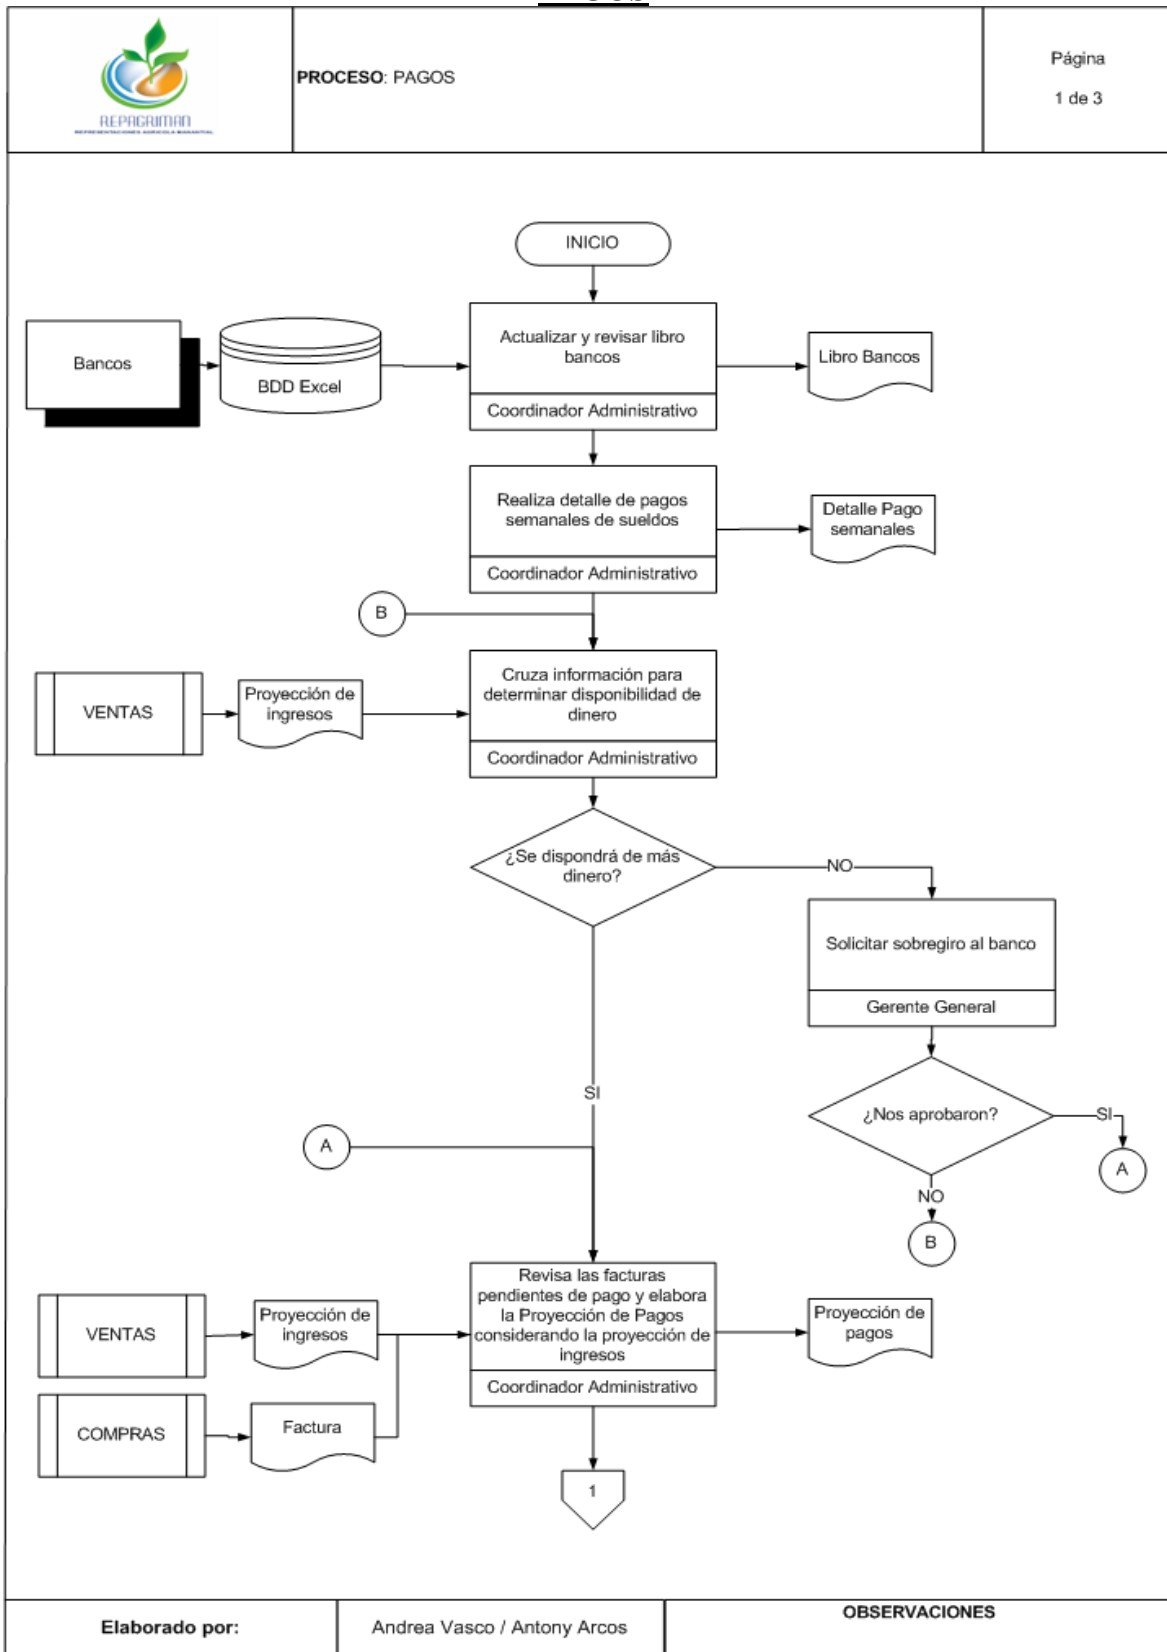 REPAGRIMAN
REPRESENTACIONES AGRICOLA MANANTIAL
PROCESO: PAGOS
Página
1 de 3
INICIO
Bancos
BDD Excel
Actualizar y revisar libro
bancos
Coordinador Administrativo
Libro Bancos
Realiza detalle de pagos
semanales de sueldos
Coordinador Administrativo
Detalle Pago
semanales
B
VENTAS
Proyección de
ingresos
Cruza información para
determinar disponibilidad de
dinero
Coordinador Administrativo
¿Se dispondrá de más
dinero?
NO
Solicitar sobregiro al banco
Gerente General
SI
¿Nos aprobaron?
SI
A
A
NO
B
VENTAS
Proyección de
ingresos
COMPRAS
Factura
Revisa las facturas
pendientes de pago y elabora
la Proyección de Pagos
considerando la proyección de
ingresos
Coordinador Administrativo
Proyección de
pagos
1
Elaborado por:
Andrea Vasco / Antony Arcos
OBSERVACIONES